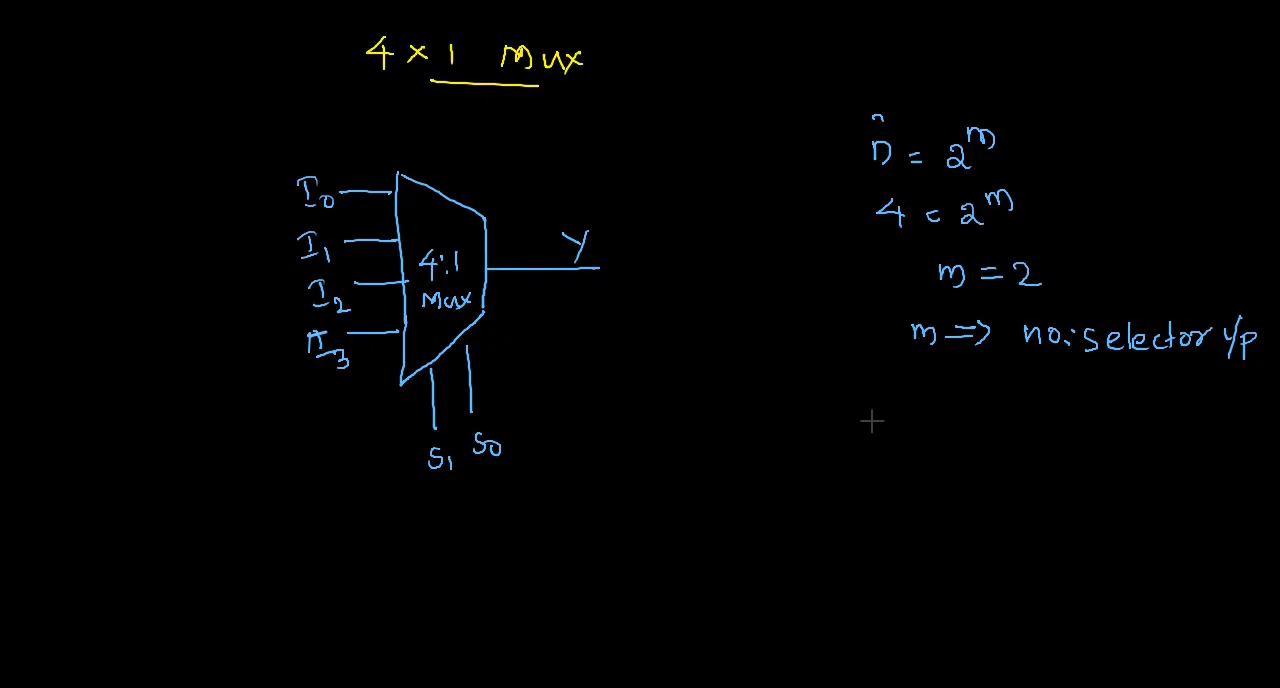 4 × 1 Mux
I0
I1
I2
I3
4:1
Mux
Y
S1 S0
n = 2^m
4 = 2^m
m = 2
m => no: selector i/p